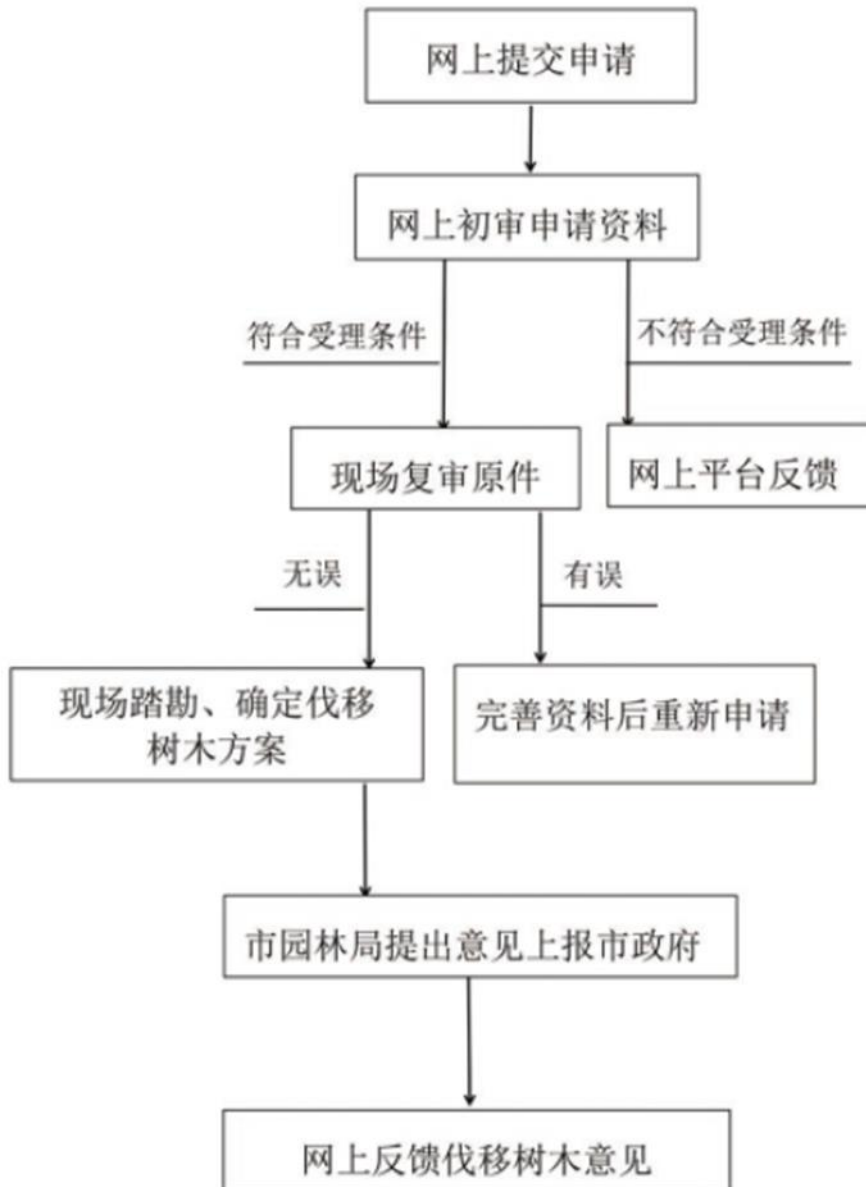 网上提交申请
网上初审申请资料
符合受理条件
不符合受理条件
现场复审原件
网上平台反馈
无误
有误
现场踏勘、确定伐移
树木方案
完善资料后重新申请
市园林局提出意见上报市政府
网上反馈伐移树木意见